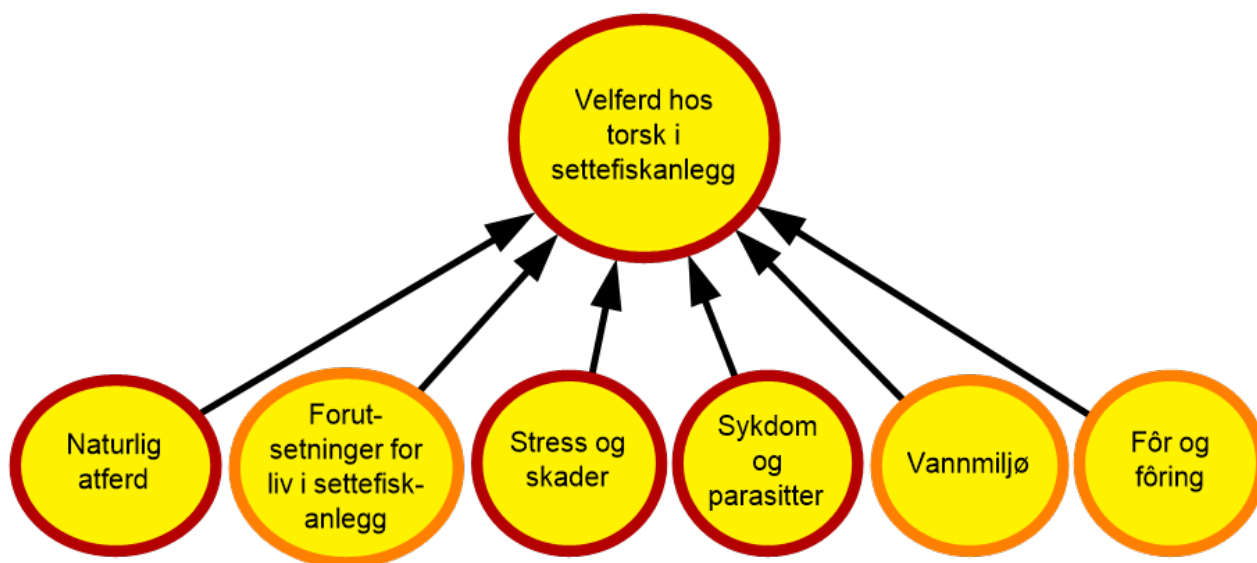 Velferd hos
torsk i
settefiskanlegg
Naturlig
atferd
Forut-
setninger for
liv i settefisk-
anlegg
Stress og
skader
Sykdom
og
parasitter
Vannmiljø
Fôr og
fôring